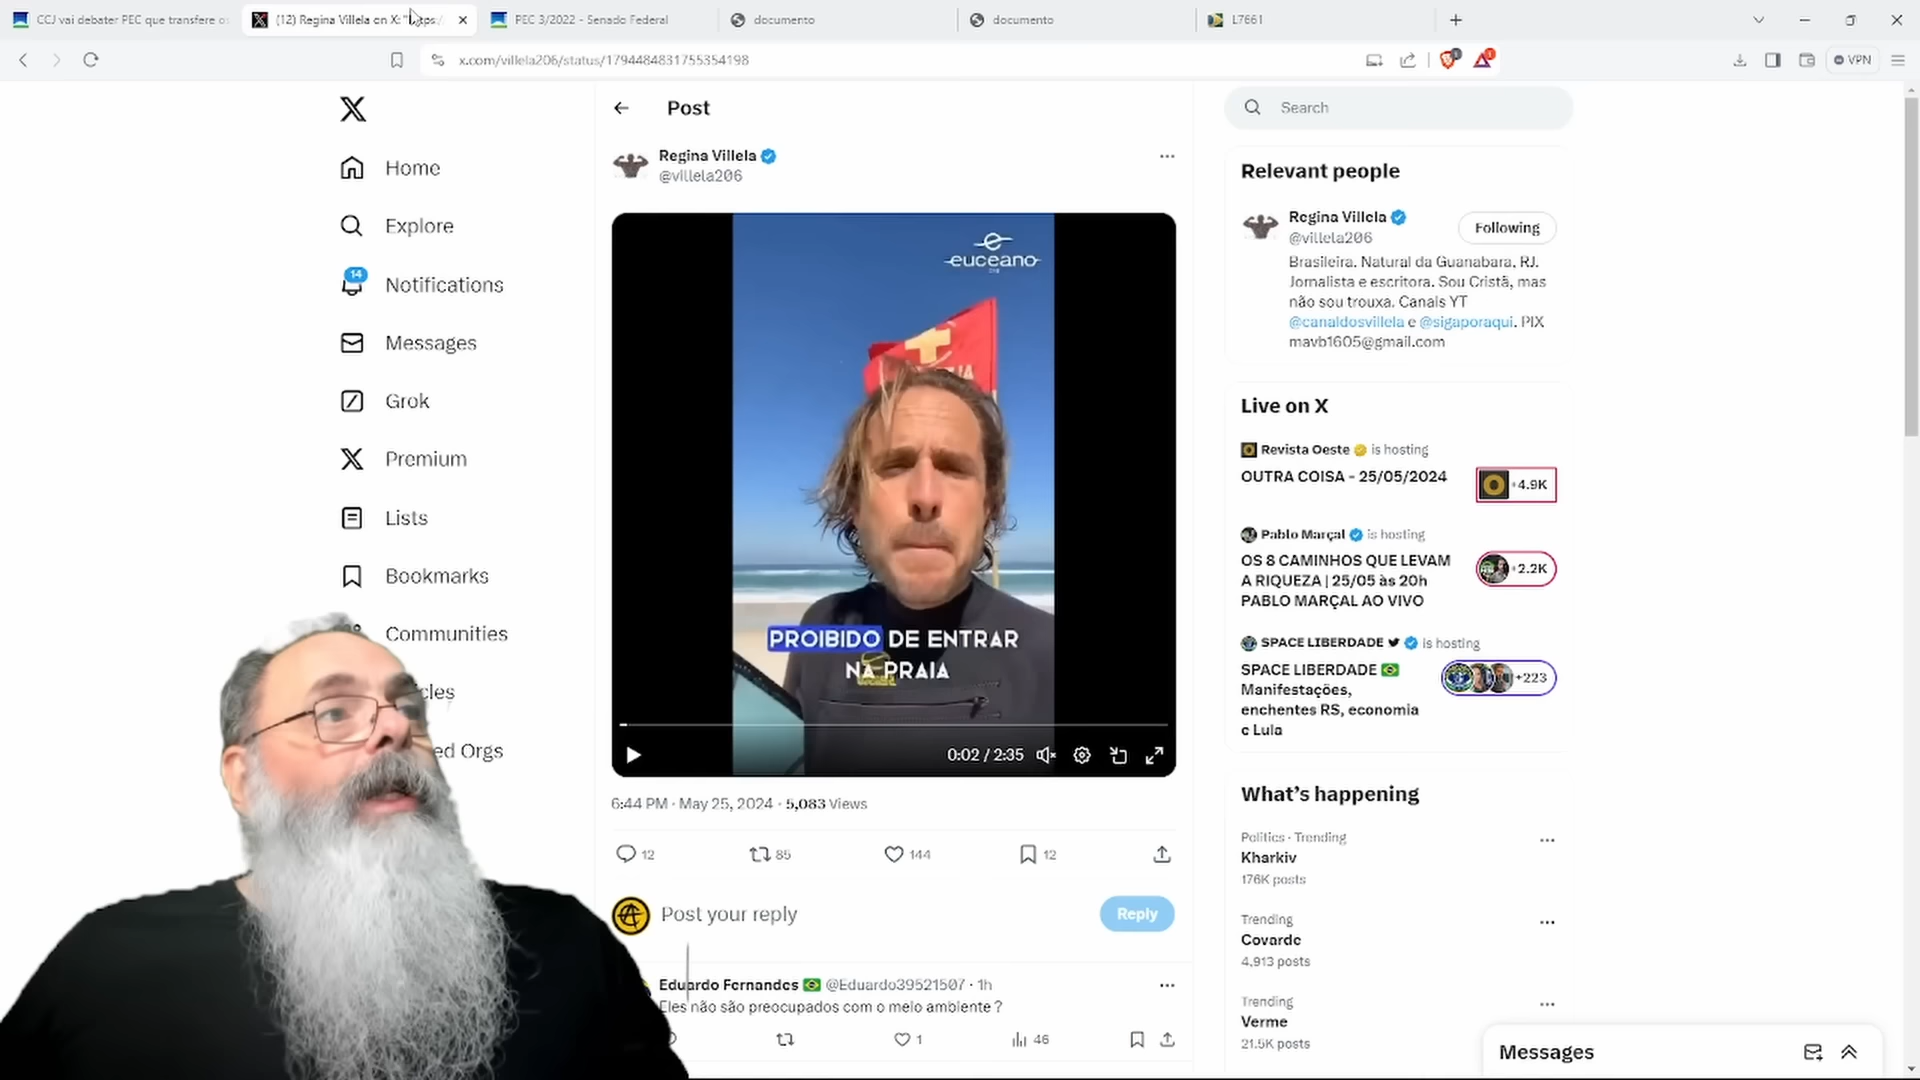 CCJ vai debater PEC que transfere o
(12) Regina Villela on X: "https:/
PEC 3/2022 - Senado Federal
documento
documento
L7661
x.com/villela206/status/1794484831755354198
VPN
Home
Explore
14
Notifications
Messages
Grok
Premium
Lists
Bookmarks
Communities
cles
ed Orgs
Post
Regina Villela
@villela206
euceano
PROIBIDO DE ENTRAR
NA PRAIA
0:02 / 2:35
6:44 PM · May 25, 2024 · 5,083 Views
12
85
144
12
Post your reply
Reply
Eduardo Fernandes @Eduardo39521507 · 1h
Eles não são preocupados com o meio ambiente ?
1
46
Search
Relevant people
Regina Villela
@villela206
Following
Brasileira. Natural da Guanabara, RJ.
Jornalista e escritora. Sou Cristã, mas
não sou trouxa. Canais YT
@canaldosvillela e @sigaporaqui. PIX
mavb1605@gmail.com
Live on X
Revista Oeste is hosting
OUTRA COISA - 25/05/2024
+4.9K
Pablo Marçal is hosting
OS 8 CAMINHOS QUE LEVAM
A RIQUEZA | 25/05 às 20h
PABLO MARÇAL AO VIVO
+2.2K
SPACE LIBERDADE is hosting
SPACE LIBERDADE
Manifestações,
enchentes RS, economia
e Lula
+223
What's happening
Politics · Trending
Kharkiv
176K posts
Trending
Covarde
4,913 posts
Trending
Verme
21.5K posts
Messages